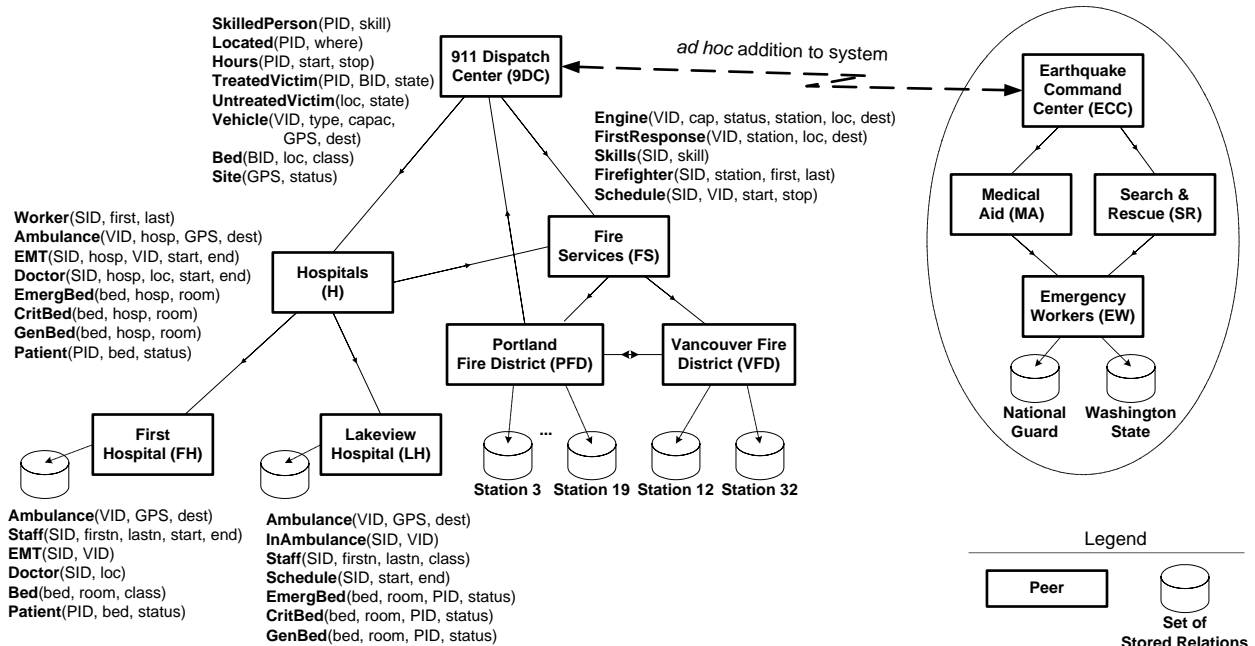 SkilledPerson(PID, skill)
Located(PID, where)
Hours(PID, start, stop)
TreatedVictim(PID, BID, state)
UntreatedVictim(loc, state)
Vehicle(VID, type, capac,
GPS, dest)
Bed(BID, loc, class)
Site(GPS, status)
911 Dispatch
Center (9DC)
ad hoc addition to system
Earthquake
Command
Center (ECC)
Engine(VID, cap, status, station, loc, dest)
FirstResponse(VID, station, loc, dest)
Skills(SID, skill)
Firefighter(SID, station, first, last)
Schedule(SID, VID, start, stop)
Medical
Aid (MA)
Search &
Rescue (SR)
Worker(SID, first, last)
Ambulance(VID, hosp, GPS, dest)
EMT(SID, hosp, VID, start, end)
Doctor(SID, hosp, loc, start, end)
EmergBed(bed, hosp, room)
CritBed(bed, hosp, room)
GenBed(bed, hosp, room)
Patient(PID, bed, status)
Hospitals
(H)
Fire
Services (FS)
Emergency
Workers (EW)
Portland
Fire District (PFD)
Vancouver Fire
District (VFD)
National
Guard
Washington
State
First
Hospital (FH)
Lakeview
Hospital (LH)
...
Station 3
Station 19
Station 12
Station 32
Ambulance(VID, GPS, dest)
Staff(SID, firstn, lastn, start, end)
EMT(SID, VID)
Doctor(SID, loc)
Bed(bed, room, class)
Patient(PID, bed, status)
Ambulance(VID, GPS, dest)
InAmbulance(SID, VID)
Staff(SID, firstn, lastn, class)
Schedule(SID, start, end)
EmergBed(bed, room, PID, status)
CritBed(bed, room, PID, status)
GenBed(bed, room, PID, status)
Legend
Peer
Set of
Stored Relations